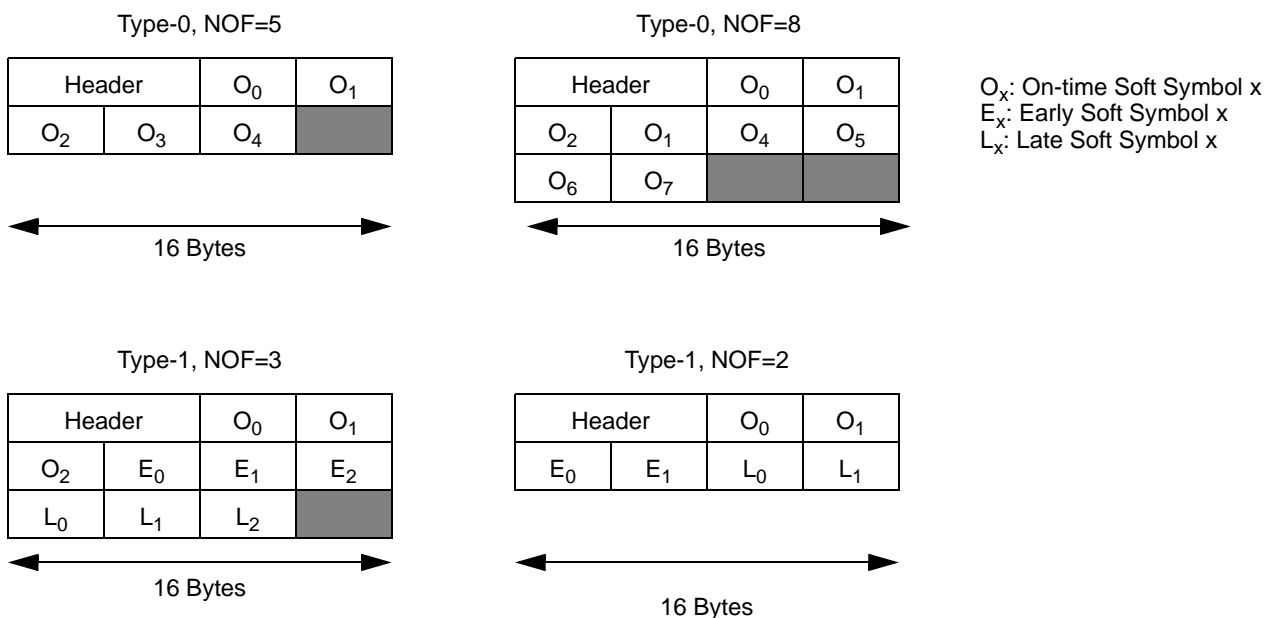 Type-0, NOF=5
Header O0 O1
O2 O3 O4
16 Bytes
Type-0, NOF=8
Header O0 O1
O2 O1 O4 O5
O6 O7
16 Bytes
Ox: On-time Soft Symbol x
Ex: Early Soft Symbol x
Lx: Late Soft Symbol x
Type-1, NOF=3
Header O0 O1
O2 E0 E1 E2
L0 L1 L2
16 Bytes
Type-1, NOF=2
Header O0 O1
E0 E1 L0 L1
16 Bytes